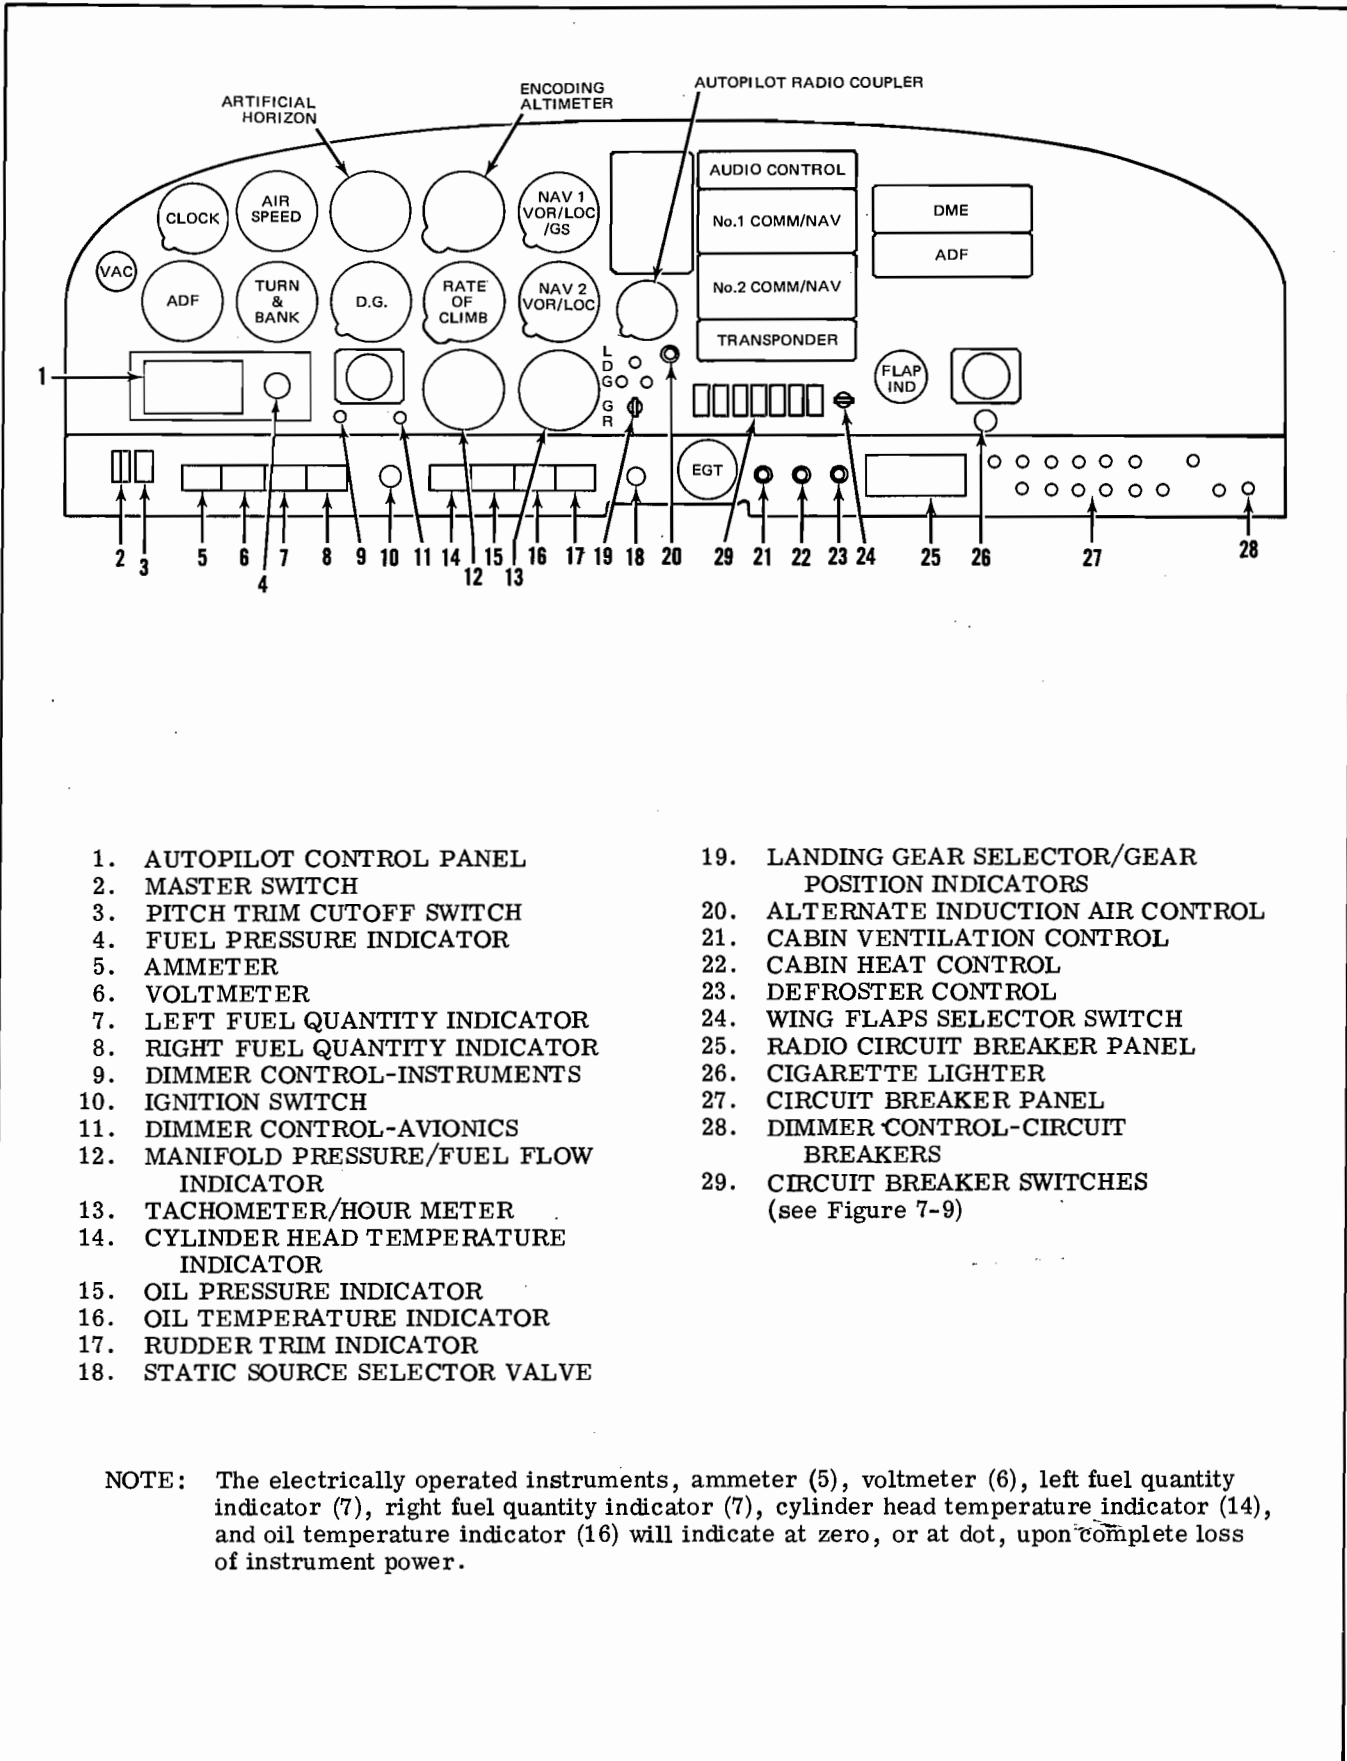 ARTIFICIAL
HORIZON
ENCODING
ALTIMETER
AUTOPILOT RADIO COUPLER
CLOCK
AIR
SPEED
NAV 1
VOR/LOC
/GS
AUDIO CONTROL
No.1 COMM/NAV
DME
ADF
VAC
ADF
TURN
&
BANK
D.G.
RATE
OF
CLIMB
NAV 2
VOR/LOC
No.2 COMM/NAV
TRANSPONDER
L
D
G
G
R
FLAP
IND
1
EGT
2
3
5
6
7
8
9
10
11
14
15
16
17
19
18
20
29
21
22
23
24
25
26
27
28
4
12
13
1. AUTOPILOT CONTROL PANEL
2. MASTER SWITCH
3. PITCH TRIM CUTOFF SWITCH
4. FUEL PRESSURE INDICATOR
5. AMMETER
6. VOLTMETER
7. LEFT FUEL QUANTITY INDICATOR
8. RIGHT FUEL QUANTITY INDICATOR
9. DIMMER CONTROL-INSTRUMENTS
10. IGNITION SWITCH
11. DIMMER CONTROL-AVIONICS
12. MANIFOLD PRESSURE/FUEL FLOW
INDICATOR
13. TACHOMETER/HOUR METER
14. CYLINDER HEAD TEMPERATURE
INDICATOR
15. OIL PRESSURE INDICATOR
16. OIL TEMPERATURE INDICATOR
17. RUDDER TRIM INDICATOR
18. STATIC SOURCE SELECTOR VALVE
19. LANDING GEAR SELECTOR/GEAR
POSITION INDICATORS
20. ALTERNATE INDUCTION AIR CONTROL
21. CABIN VENTILATION CONTROL
22. CABIN HEAT CONTROL
23. DEFROSTER CONTROL
24. WING FLAPS SELECTOR SWITCH
25. RADIO CIRCUIT BREAKER PANEL
26. CIGARETTE LIGHTER
27. CIRCUIT BREAKER PANEL
28. DIMMER CONTROL-CIRCUIT
BREAKERS
29. CIRCUIT BREAKER SWITCHES
(see Figure 7-9)
NOTE: The electrically operated instruments, ammeter (5), voltmeter (6), left fuel quantity
indicator (7), right fuel quantity indicator (7), cylinder head temperature indicator (14),
and oil temperature indicator (16) will indicate at zero, or at dot, upon complete loss
of instrument power.